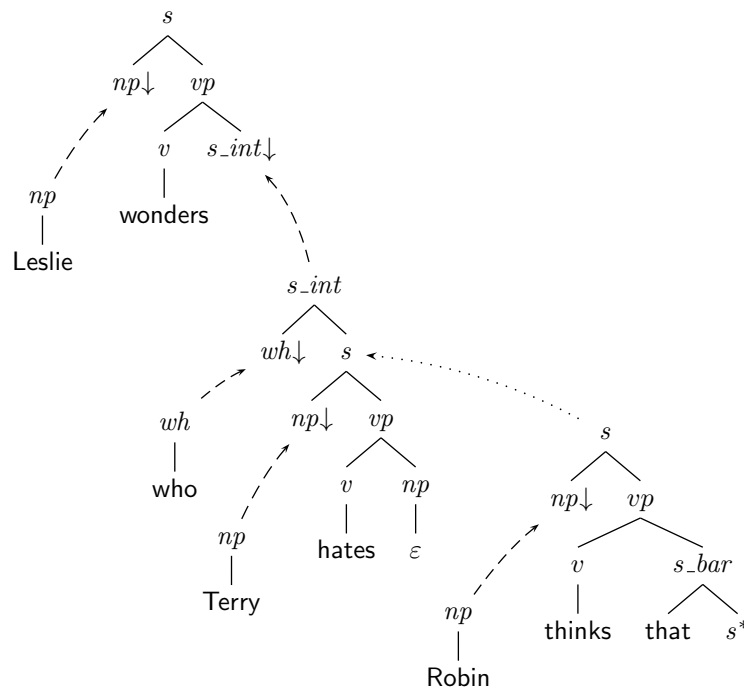 s
np↓ vp
v s_int↓
np
wonders
Leslie
s_int
wh↓ s
wh np↓ vp
s
who v np
np↓ vp
np hates ε
v s_bar
Terry
np thinks that s*
Robin